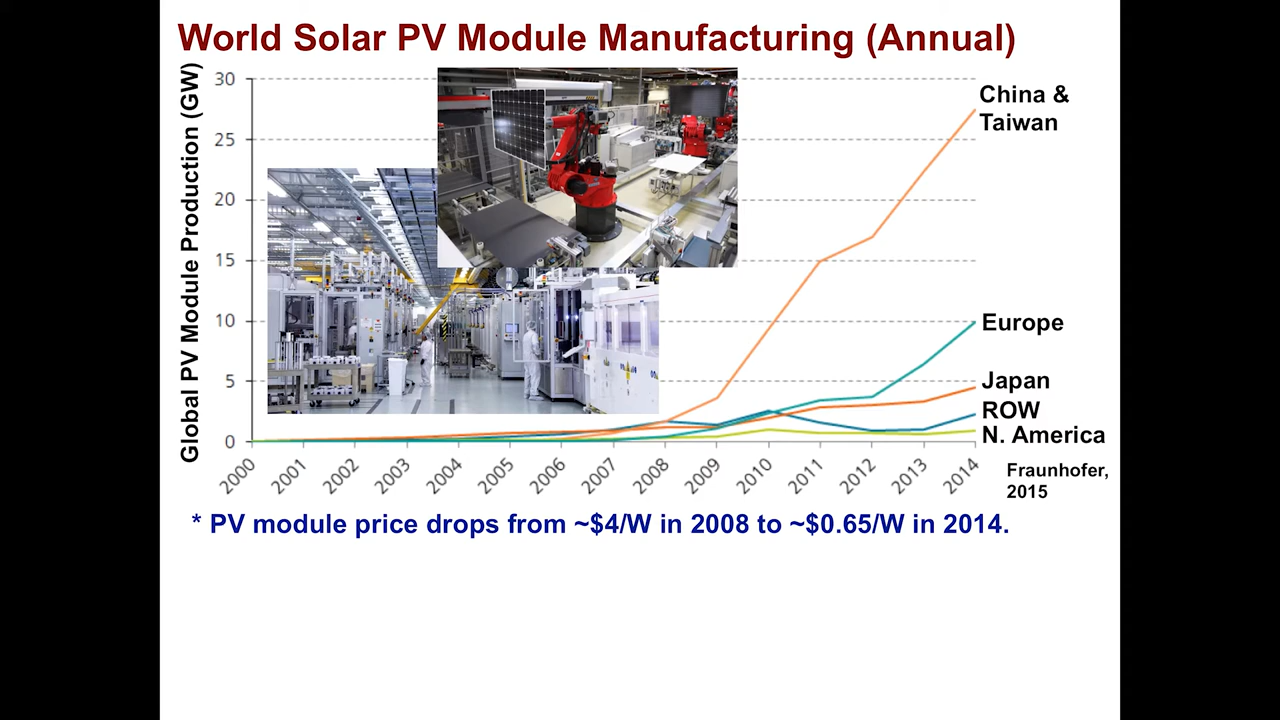 World Solar PV Module Manufacturing (Annual)
Global PV Module Production (GW)
30
25
20
15
10
5
0
China &
Taiwan
Europe
Japan
ROW
N. America
2000
2001
2002
2003
2004
2005
2006
2007
2008
2009
2010
2011
2012
2013
2014
Fraunhofer,
2015
* PV module price drops from ~$4/W in 2008 to ~$0.65/W in 2014.